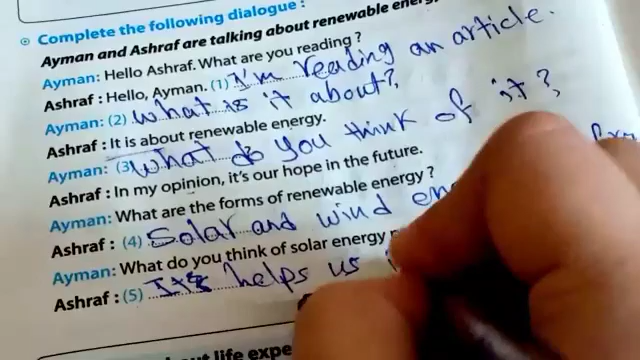 Complete the following dialogue :
Ayman and Ashraf are talking about renewable
Ayman: Hello Ashraf. What are you reading ?
Ashraf : Hello, Ayman. (1) I'm reading an article.
Ayman: (2) What is it about?
Ashraf : It is about renewable energy.
Ayman: (3) What do you think of it?
Ashraf : In my opinion, it's our hope in the future.
Ayman: What are the forms of renewable energy ?
Ashraf : (4) Solar and wind
Ayman: What do you think of solar energy
Ashraf : (5) helps us
life